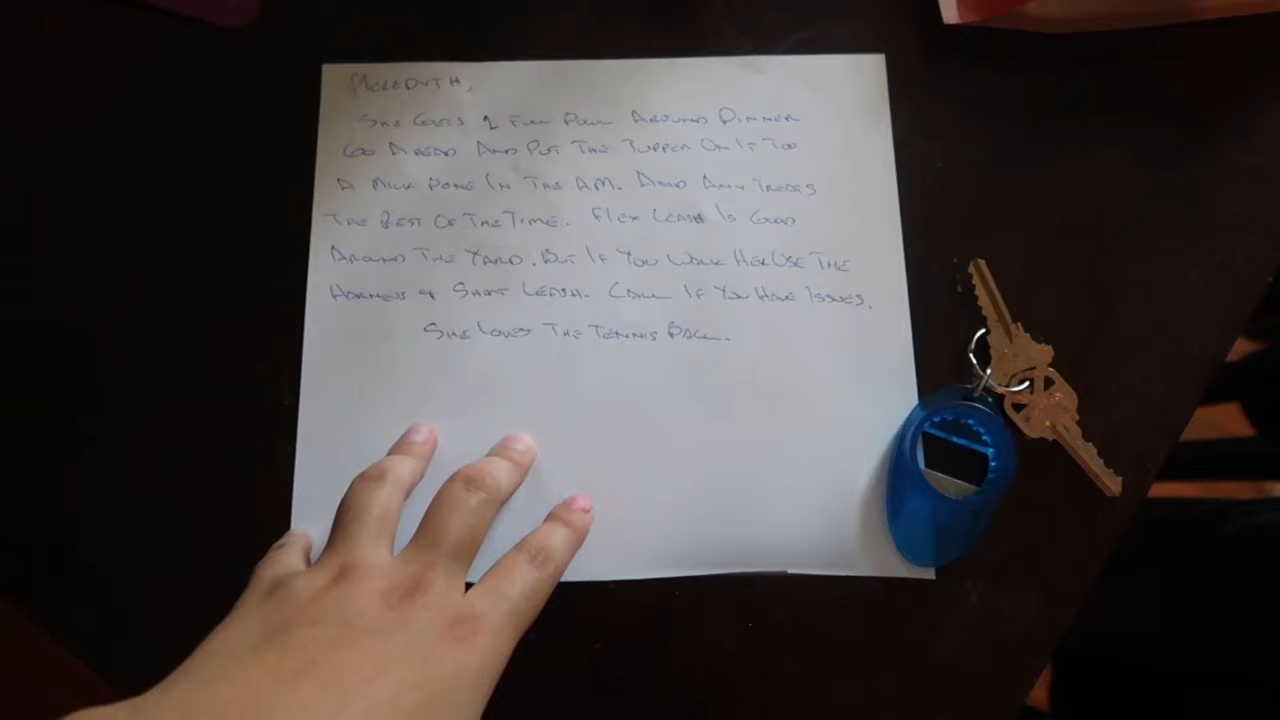 MEREDYTH,
SHE GETS 1 FULL BOWL AROUND DINNER
GO AHEAD AND PUT THE TOPPER ON IT TOO
A MILK BONE IN THE AM. AND ANY TREATS
THE REST OF THE TIME. FLEX LEASH IS GOOD
AROUND THE YARD. BUT IF YOU WALK HER USE THE
HARNESS & SHORT LEASH. CALL IF YOU HAVE ISSUES.
SHE LOVES THE TENNIS BALL.